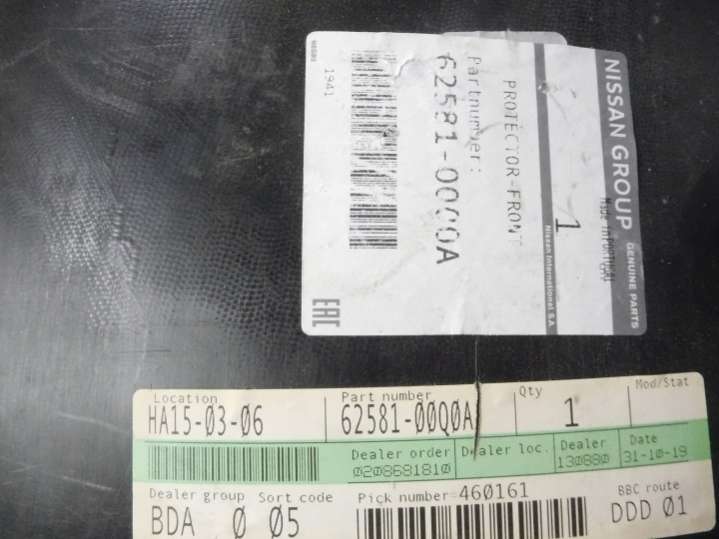 NISSAN GROUP GENUINE PARTS
Made in PORTUGAL
Nissan International S.A.
1
PROTECTOR-FRONT
Partnumber:
62581-00Q0A
1941
EAC
Location
HA15-03-06
Part number
62581-00Q0A
Qty
1
Mod/Stat
Dealer order
0208681810
Dealer loc.
Dealer
130880
Date
31-10-19
Dealer group
BDA
Sort code
0 05
Pick number 460161
BBC route
DDD 01